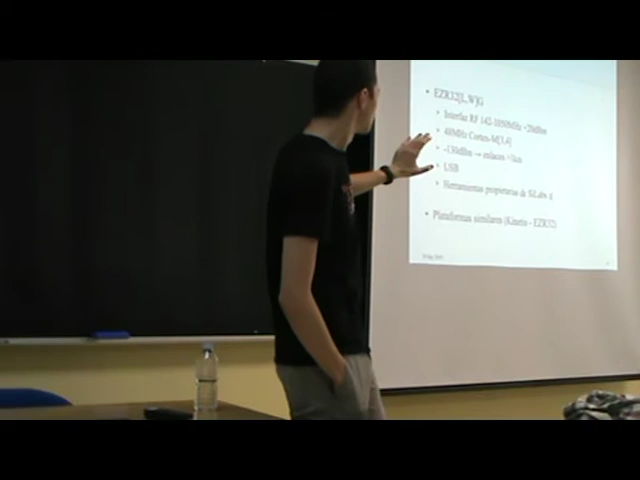 • EZR32[L,W]G
• Interfaz RF 142-1050MHz +20dBm
• 48MHz Cortex-M[3,4]
• -130dBm → enlaces >1km
• USB
• Herramientas propietarias de SiLabs :(
• Plataformas similares (Kinetis - EZR32)